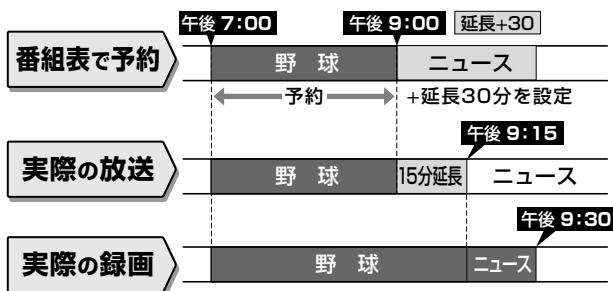 午後 7:00 午後 9:00 延長+30
番組表で予約 野 球 ニュース
予約 +延長30分を設定
午後 9:15
実際の放送 野 球 15分延長 ニュース
午後 9:30
実際の録画 野 球 ニュース